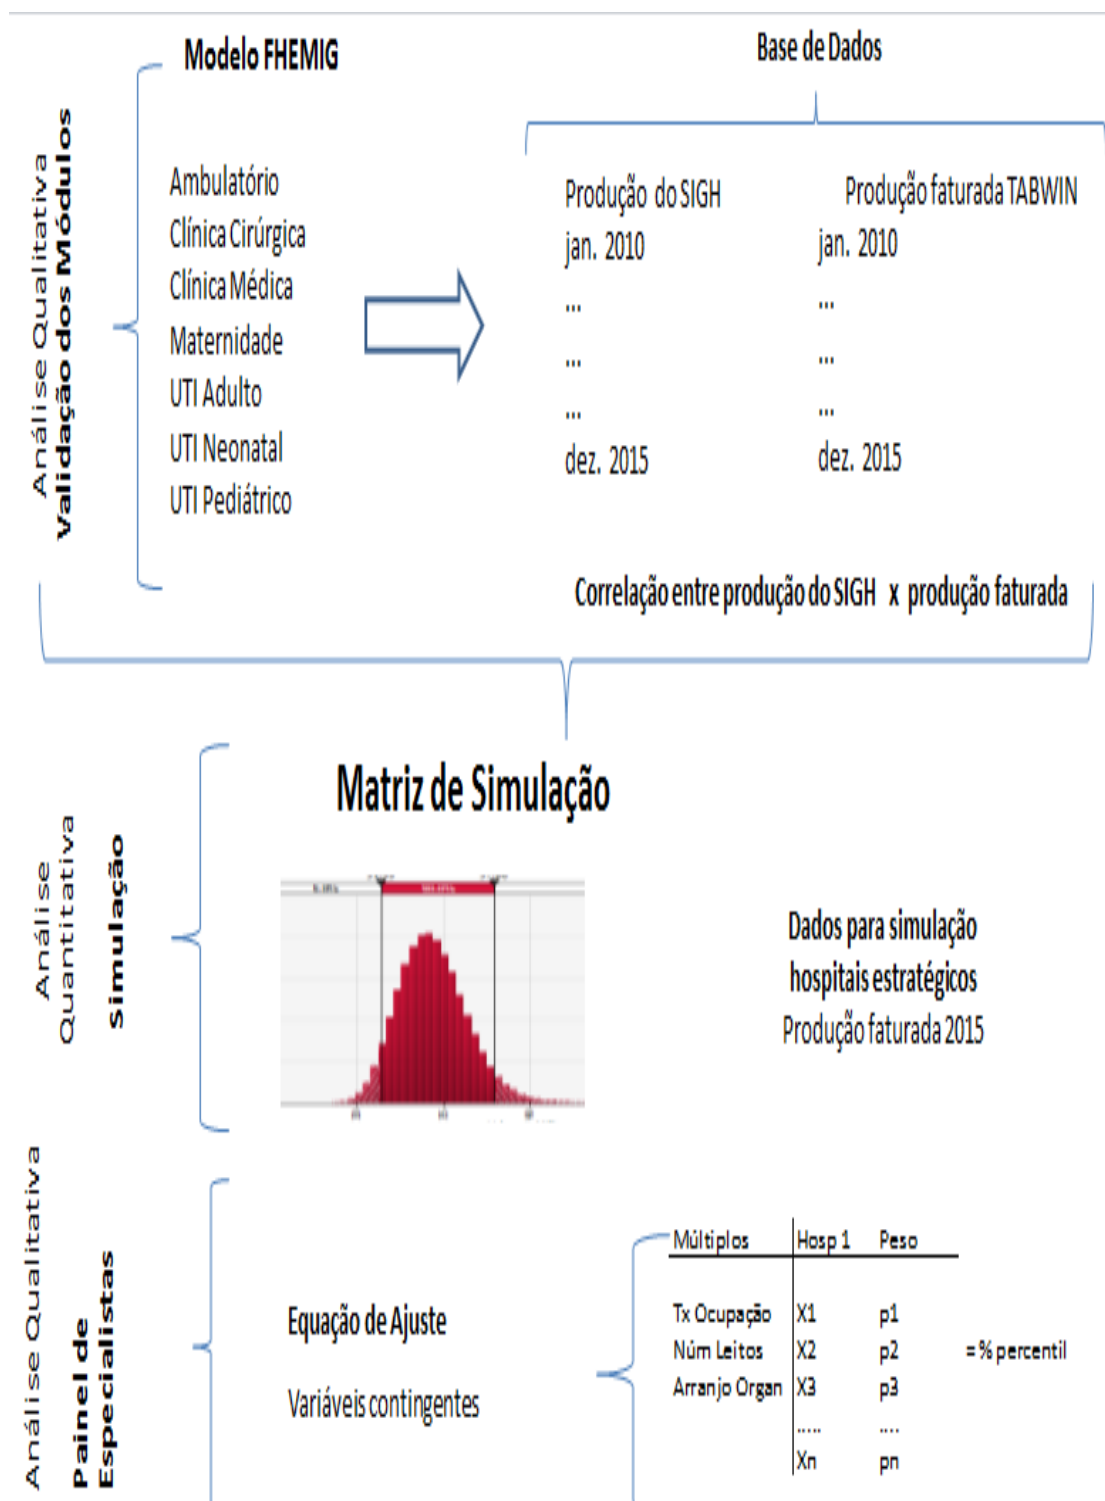 Análise Qualitativa
Validação dos Módulos
Modelo FHEMIG
Ambulatório
Clínica Cirúrgica
Clínica Médica
Maternidade
UTI Adulto
UTI Neonatal
UTI Pediátrico
Base de Dados
Produção do SIGH
jan. 2010
...
...
...
dez. 2015
Produção faturada TABWIN
jan. 2010
...
...
...
dez. 2015
Correlação entre produção do SIGH x produção faturada
Análise
Quantitativa
Simulação
Matriz de Simulação
Dados para simulação
hospitais estratégicos
Produção faturada 2015
Análise Qualitativa
Painel de
Especialistas
Equação de Ajuste
Variáveis contingentes
Múltiplos Hosp 1 Peso
Tx Ocupação X1 p1
Núm Leitos X2 p2 = % percentil
Arranjo Organ X3 p3
..... ....
Xn pn